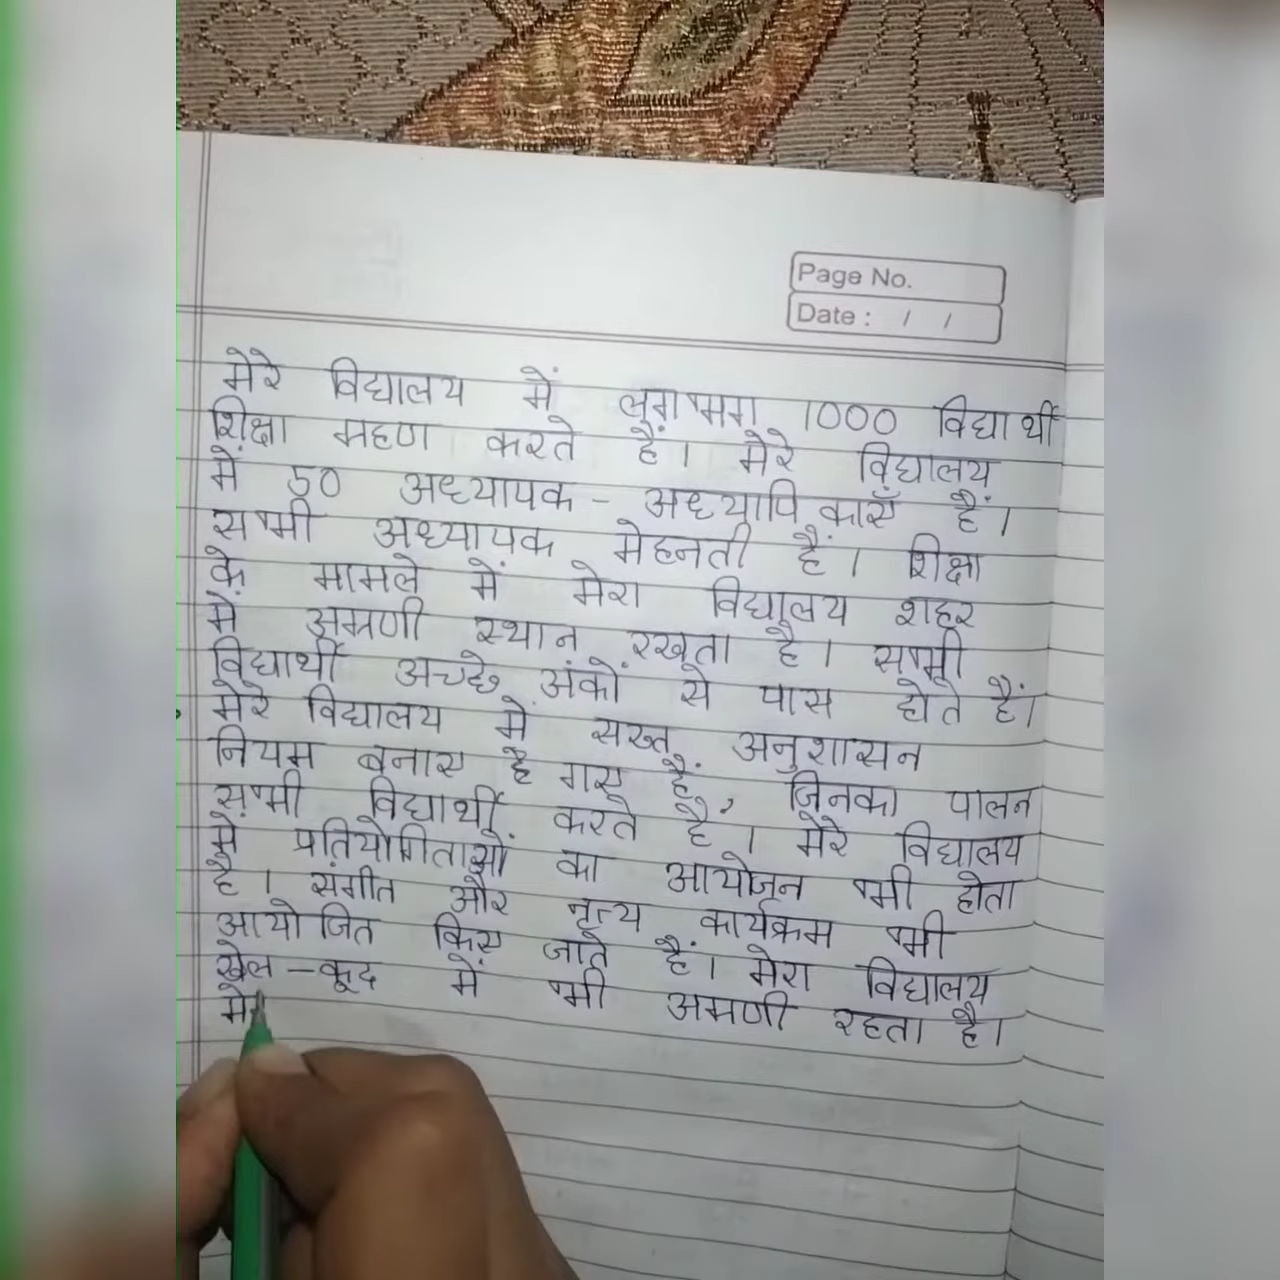 Page No.
Date : / /
मेरे विद्यालय में लगभग 1000 विद्यार्थी
शिक्षा ग्रहण करते हैं। मेरे विद्यालय
में 50 अध्यापक - अध्यापिकाएँ हैं।
सभी अध्यापक मेहनती हैं। शिक्षा
के मामले में मेरा विद्यालय शहर
में अग्रणी स्थान रखता है। सभी
विद्यार्थी अच्छे अंकों से पास होते हैं।
मेरे विद्यालय में सख्त अनुशासन
नियम बनाए है गए हैं, जिनका पालन
सभी विद्यार्थी करते हैं। मेरे विद्यालय
में प्रतियोगिताओं का आयोजन भी होता
है। संगीत और नृत्य कार्यक्रम भी
आयोजित किए जाते हैं। मेरा विद्यालय
खेल - कूद में भी अग्रणी रहता है।